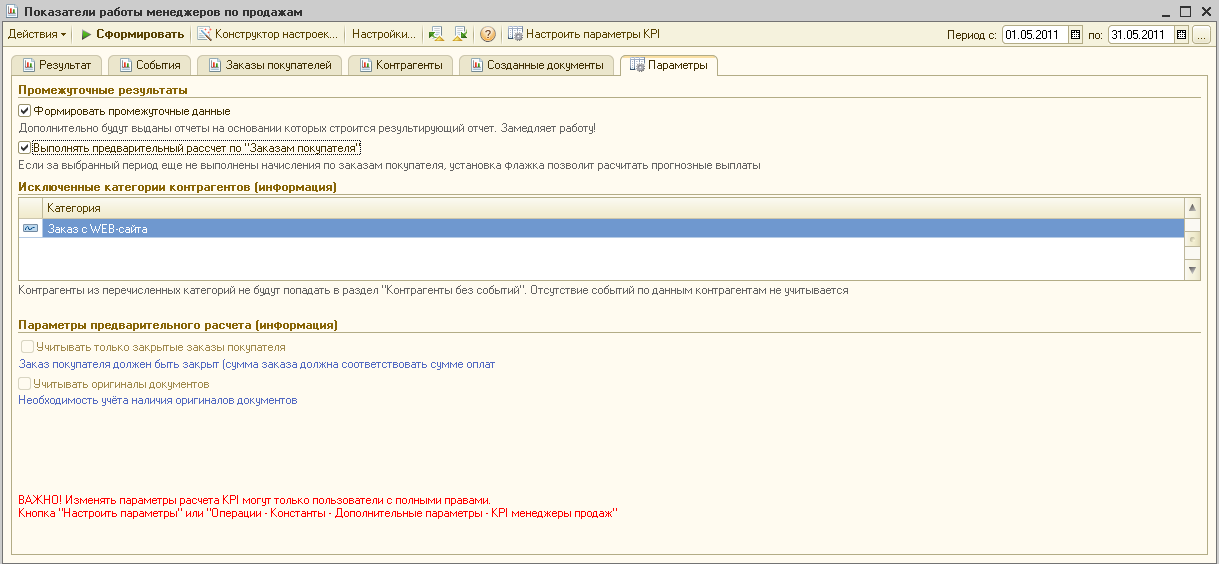 Показатели работы менеджеров по продажам
Действия Сформировать Конструктор настроек... Настройки... ? Настроить параметры KPI Период с: 01.05.2011 по: 31.05.2011 ...
Результат События Заказы покупателей Контрагенты Созданные документы Параметры
Промежуточные результаты
Формировать промежуточные данные
Дополнительно будут выданы отчеты на основании которых строится результирующий отчет. Замедляет работу!
Выполнять предварительный рассчет по "Заказам покупателя"
Если за выбранный период еще не выполнены начисления по заказам покупателя, установка флажка позволит расчитать прогнозные выплаты
Исключенные категории контрагентов (информация)
Категория
Заказ с WEB-сайта
Контрагенты из перечисленных категорий не будут попадать в раздел "Контрагенты без событий". Отсутствие событий по данным контрагентам не учитывается
Параметры предварительного расчета (информация)
Учитывать только закрытые заказы покупателя
Заказ покупателя должен быть закрыт (сумма заказа должна соответствовать сумме оплат
Учитывать оригиналы документов
Необходимость учёта наличия оригиналов документов
ВАЖНО! Изменять параметры расчета KPI могут только пользователи с полными правами.
Кнопка "Настроить параметры" или "Операции - Константы - Дополнительные параметры - KPI менеджеры продаж"